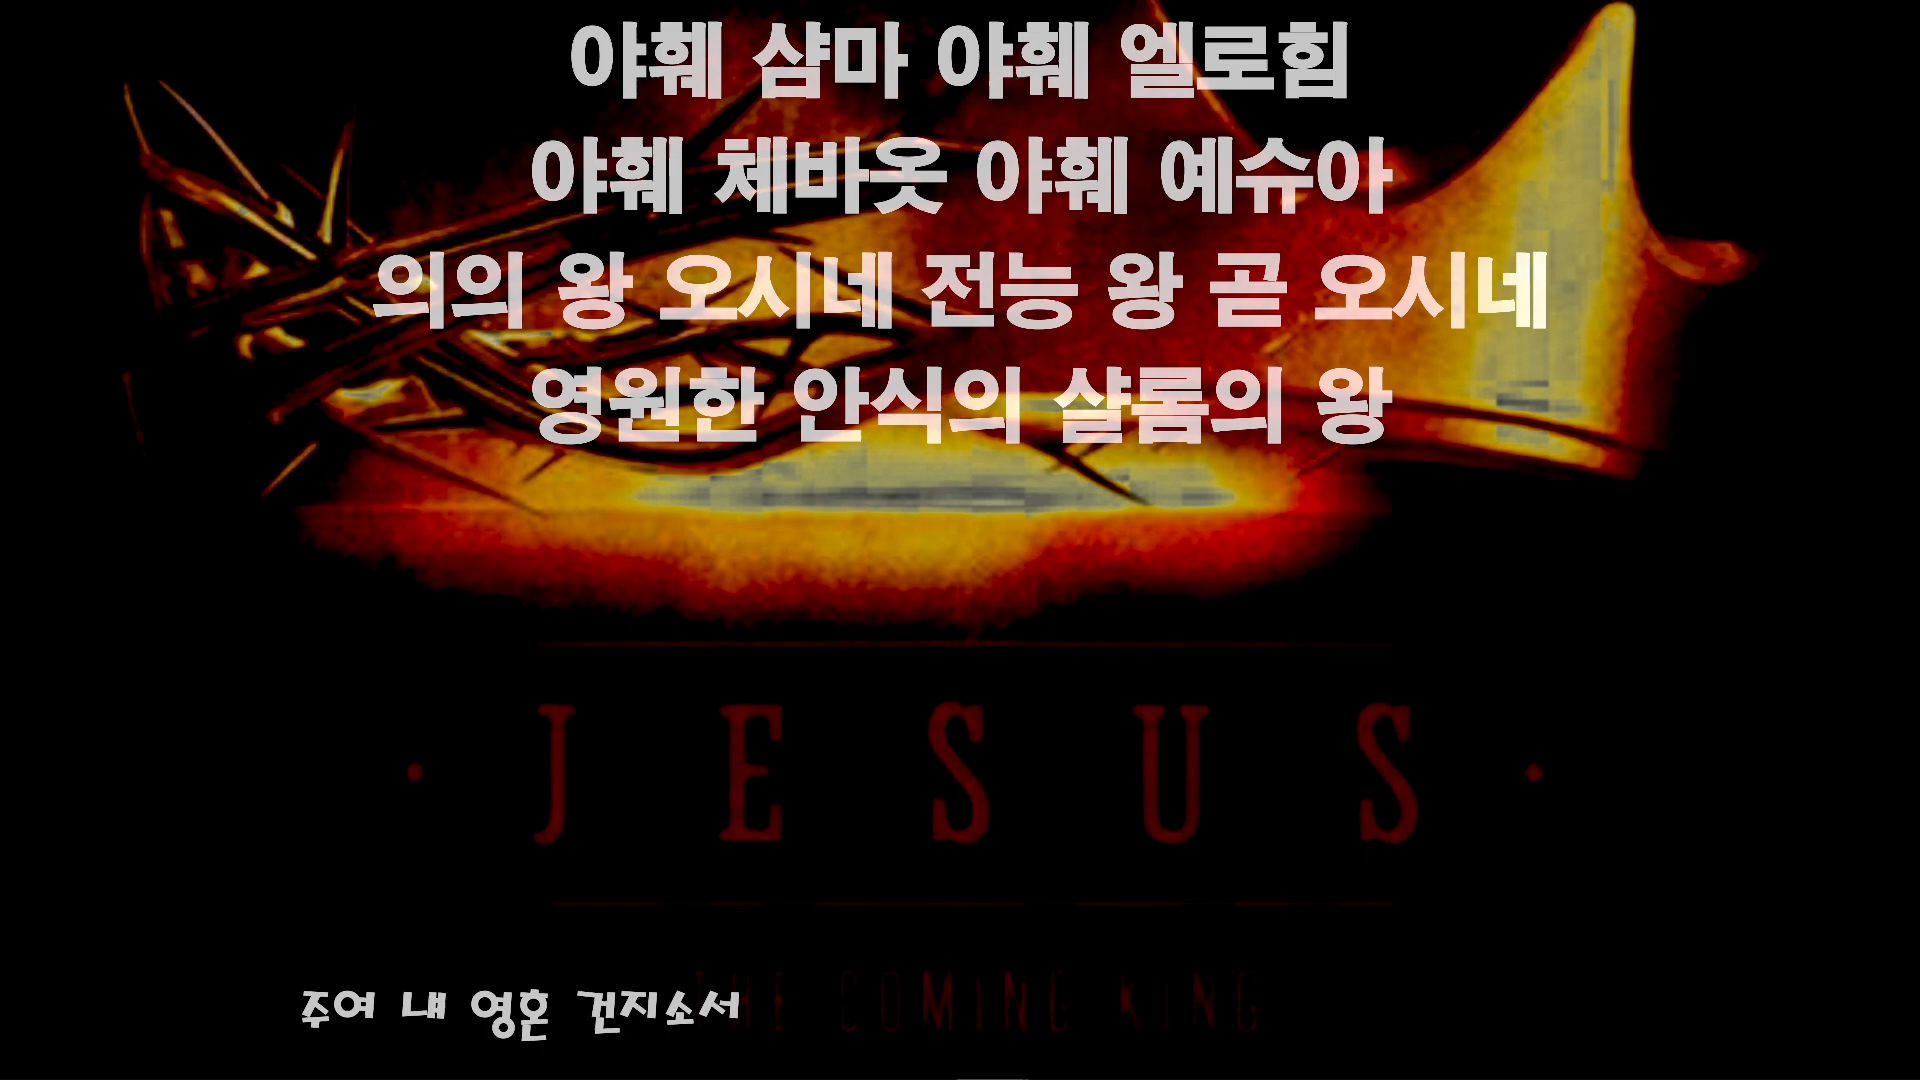 야훼 샴마 야훼 엘로힘
야훼 체바옷 야훼 예슈아
의의 왕 오시네 전능 왕 곧 오시네
영원한 안식의 샬롬의 왕
· JESUS ·
THE COMING KING
주여 내 영혼 건지소서